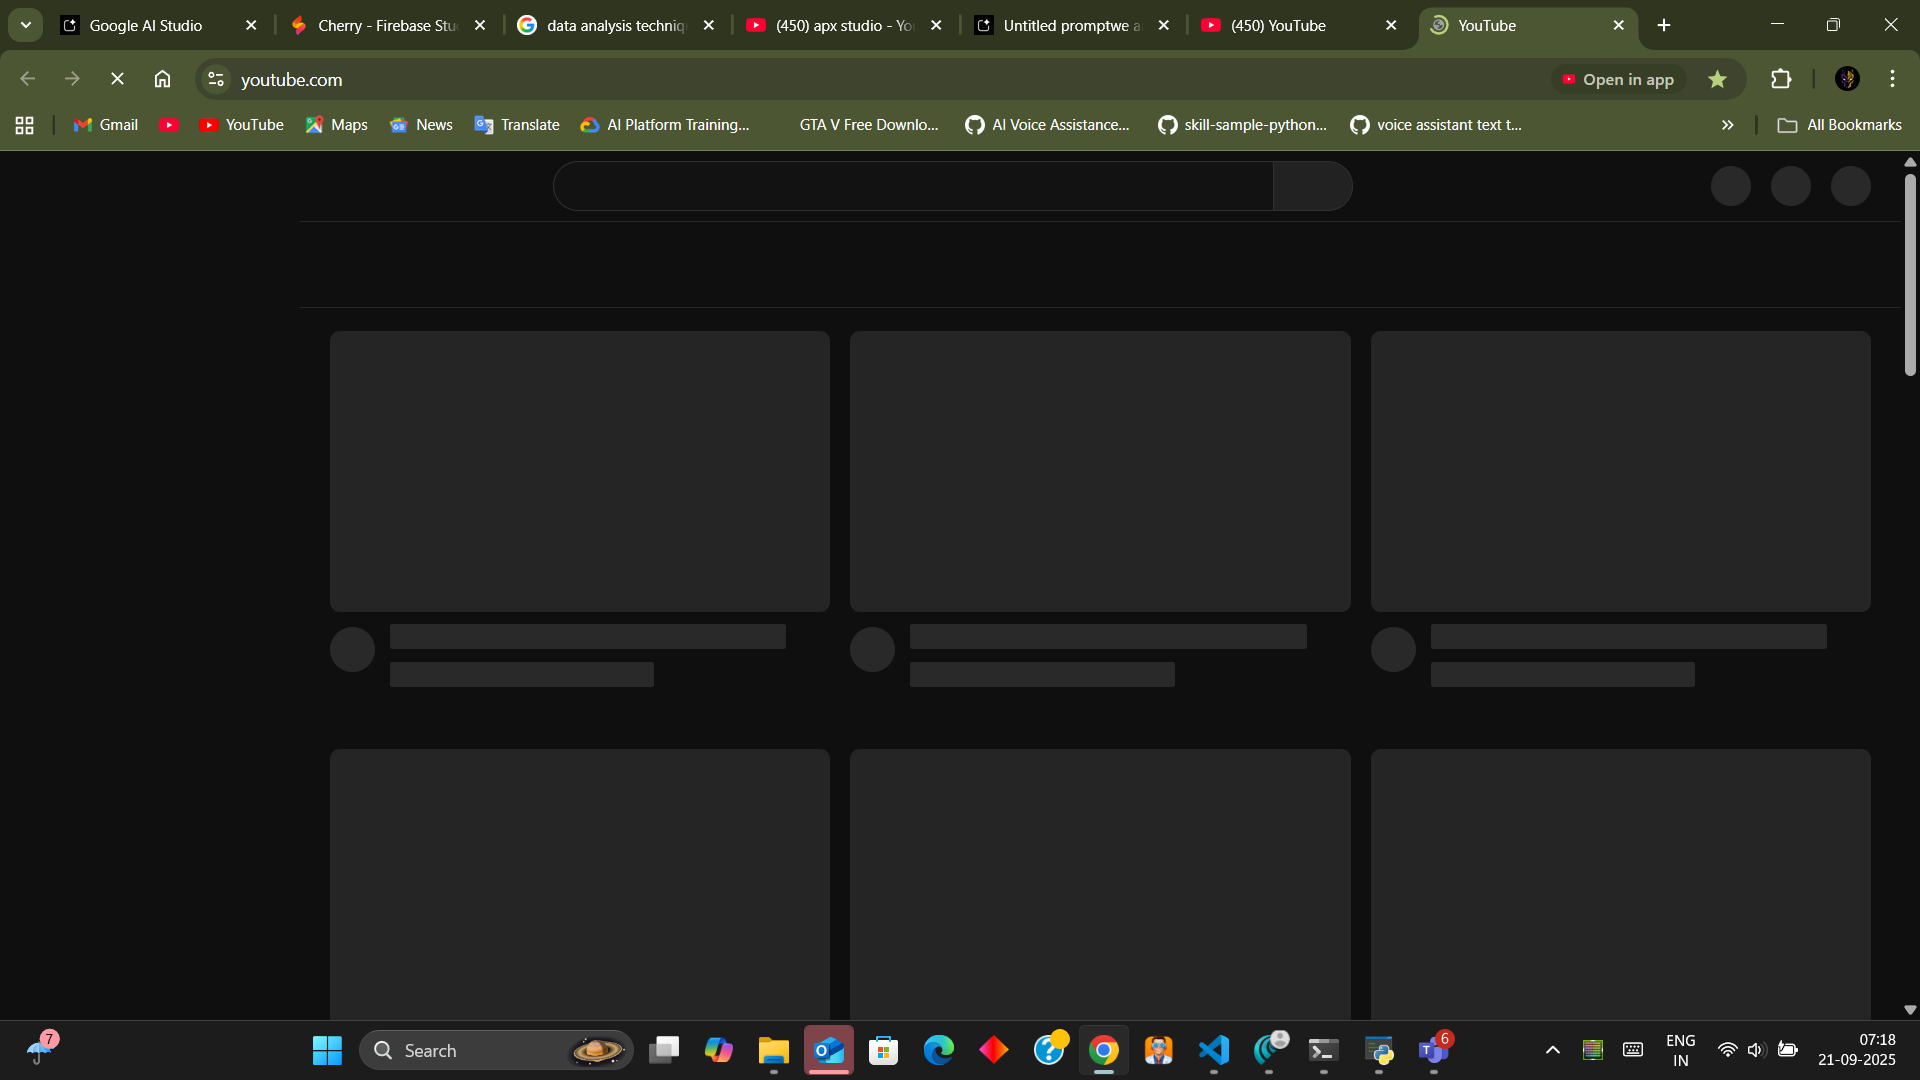 Google AI Studio
Cherry - Firebase Stu
data analysis techniq
(450) apx studio - Yo
Untitled promptwe a
(450) YouTube
YouTube
youtube.com
Open in app
Gmail
YouTube
Maps
News
Translate
AI Platform Training...
GTA V Free Downlo...
AI Voice Assistance...
skill-sample-python...
voice assistant text t...
All Bookmarks
7
Search
6
ENG
IN
07:18
21-09-2025